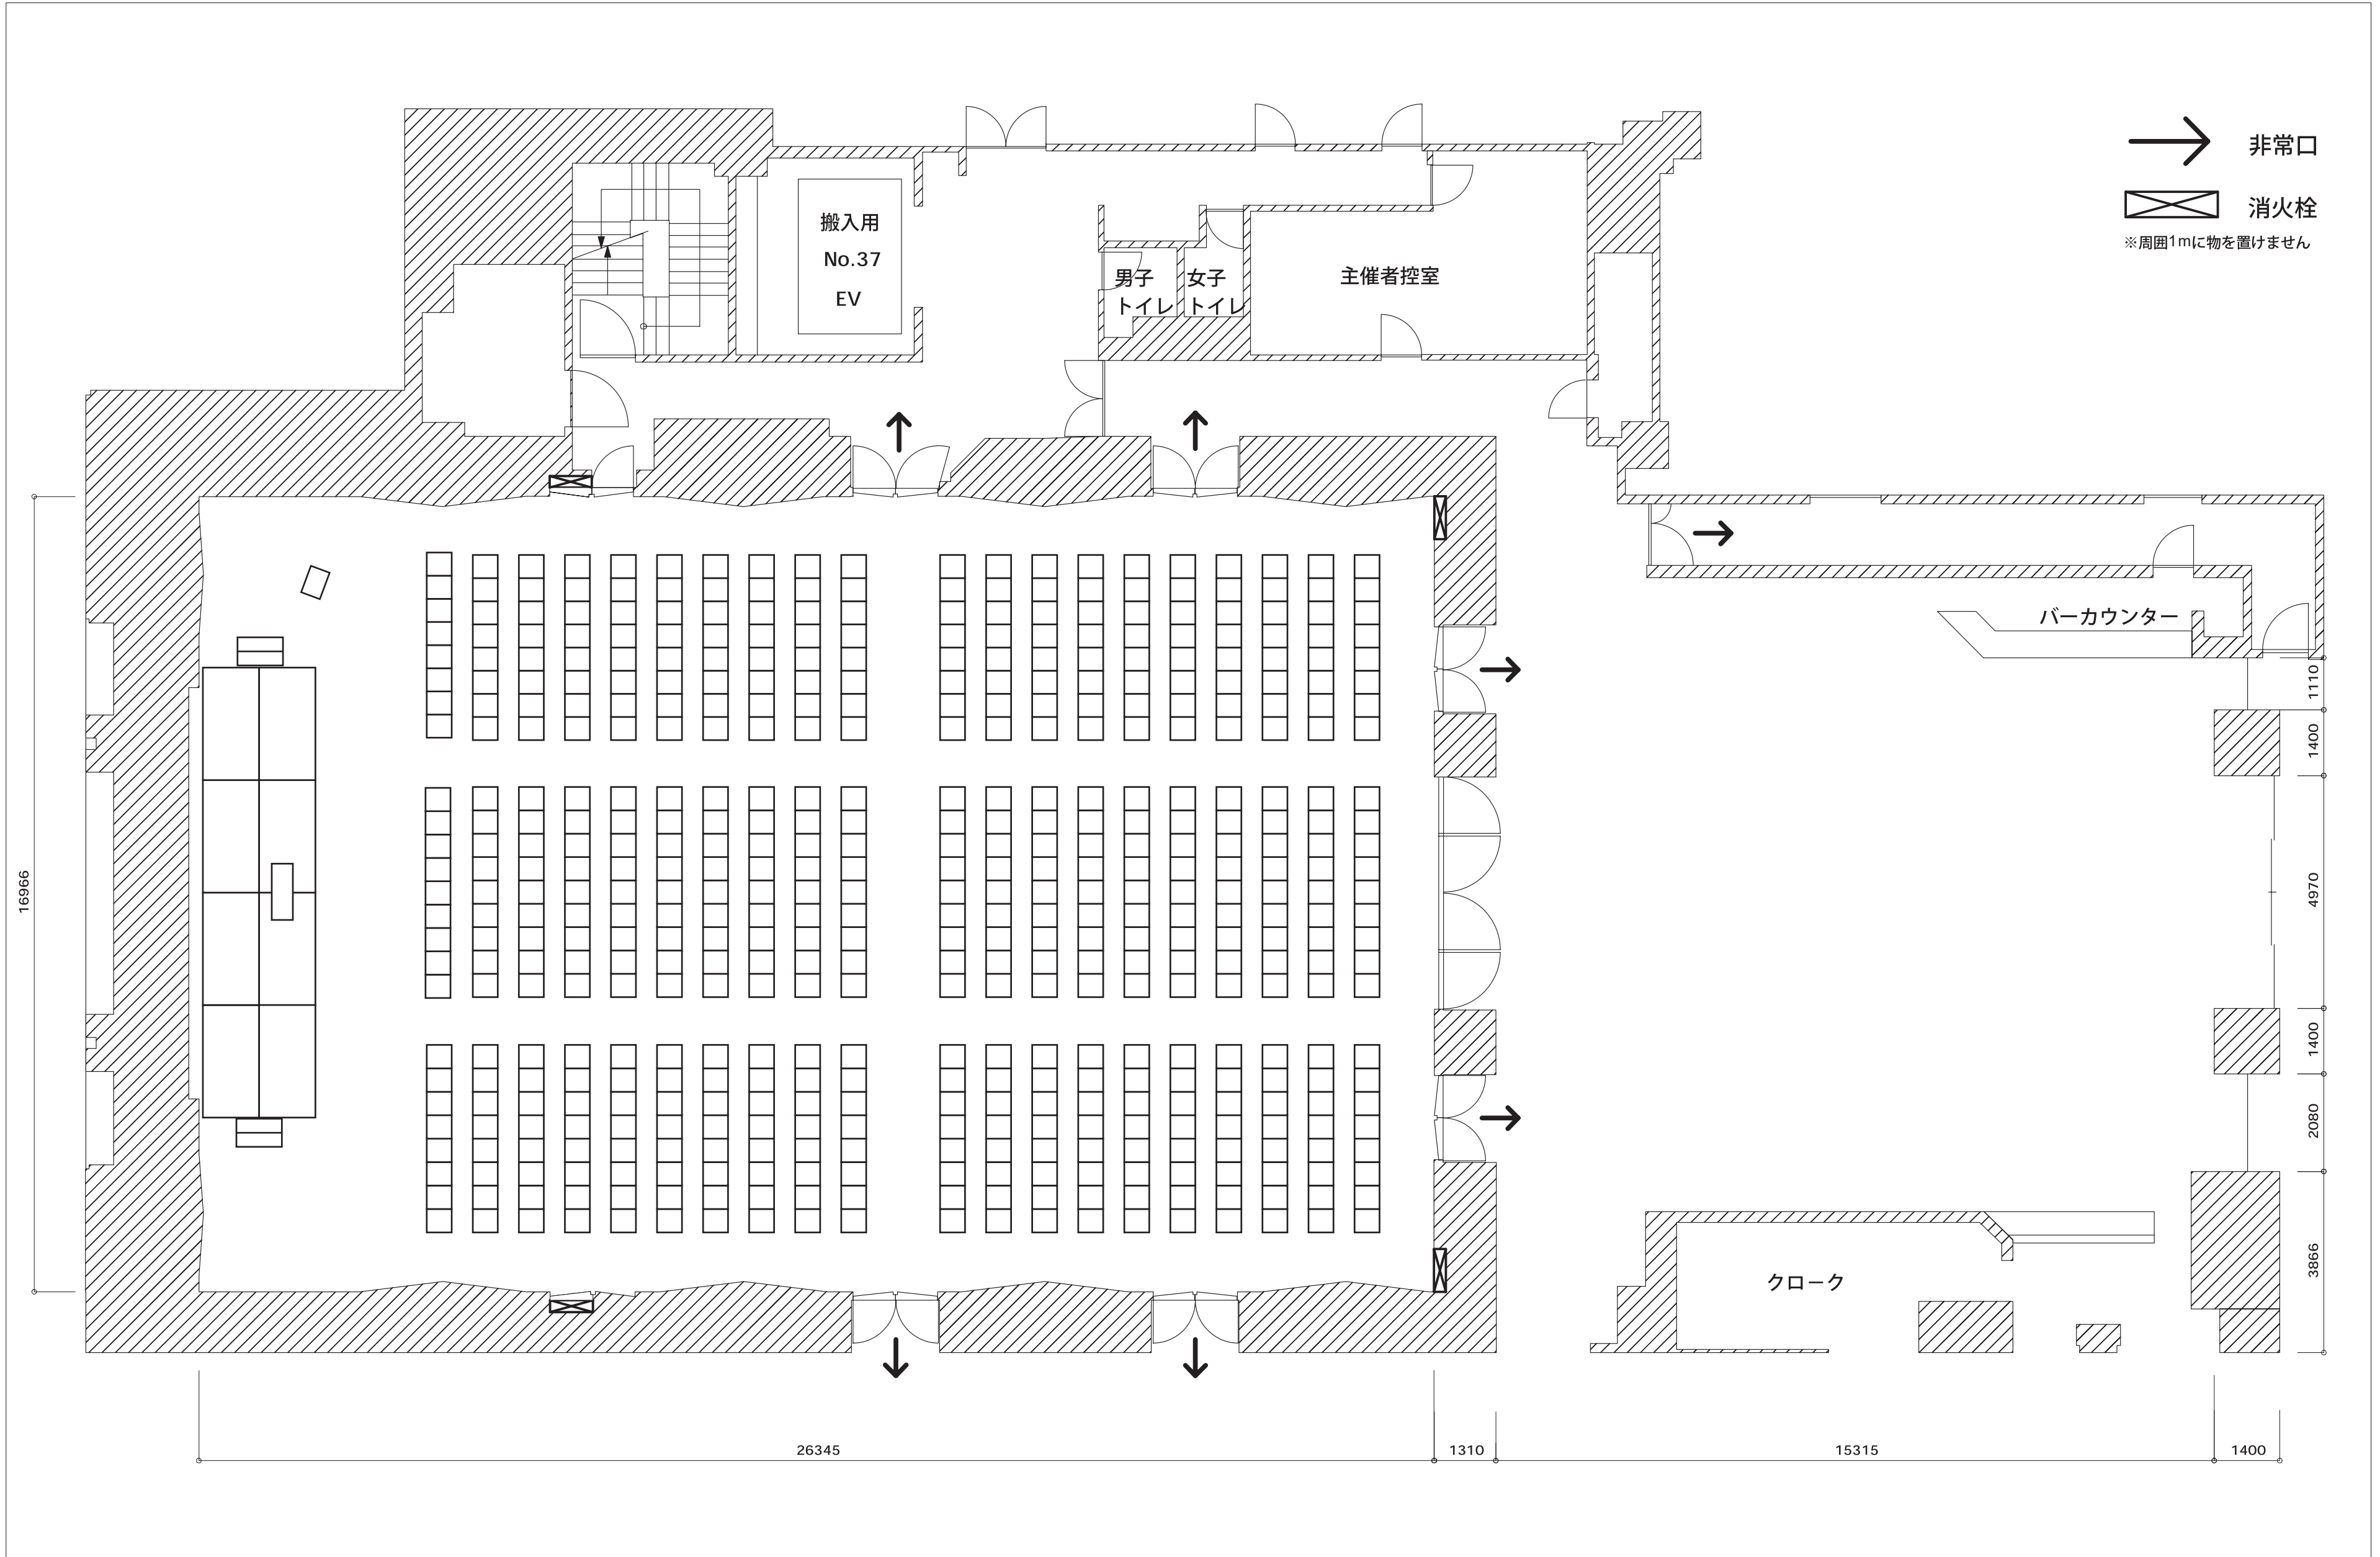 非常口
消火栓
※周囲1mに物を置けません
搬入用
No.37
EV
男子
トイレ
女子
トイレ
主催者控室
バーカウンター
クローク
16966
1110
1400
4970
1400
2080
3866
26345
1310
15315
1400